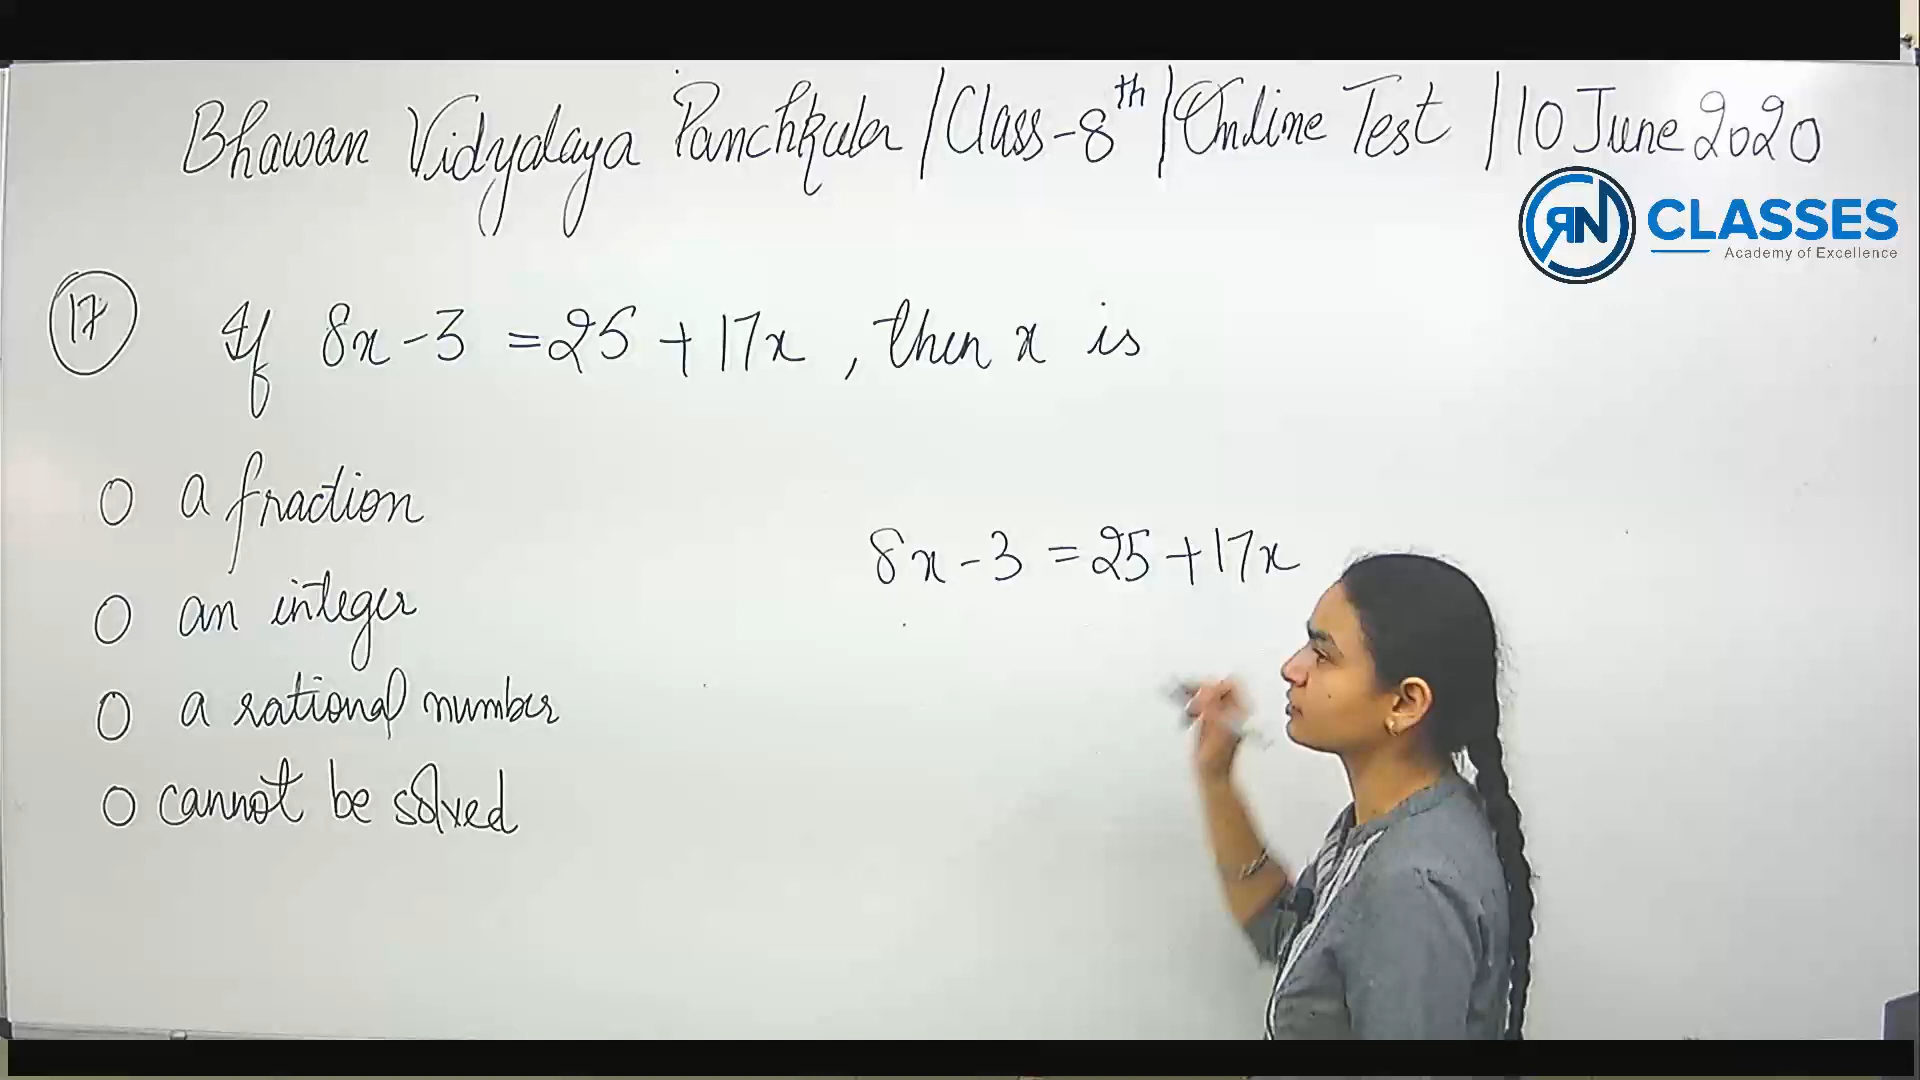 Bhawan Vidyalaya Panchkula / Class-8th / Online Test / 10 June 2020
RN CLASSES
Academy of Excellence
17 If 8x - 3 = 25 + 17x , then x is
O a fraction
8x - 3 = 25 + 17x
O an integer
O a rational number
O cannot be solved